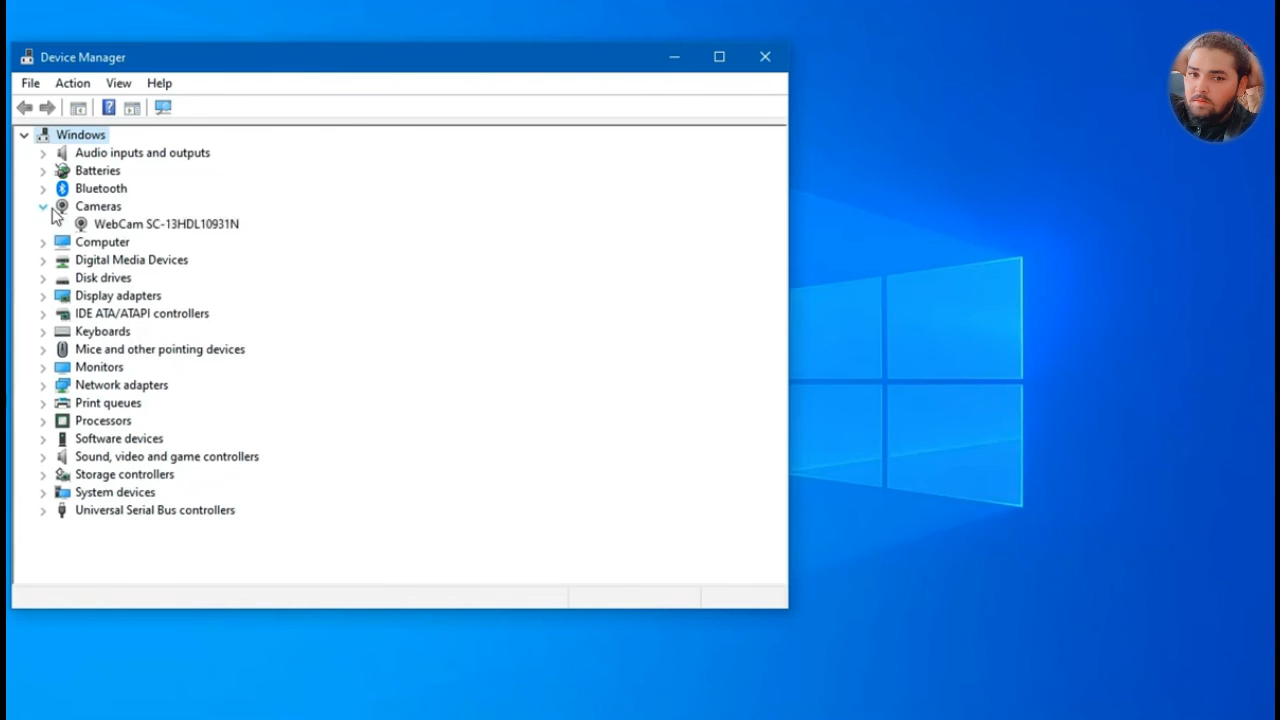 Device Manager
File Action View Help
Windows
Audio inputs and outputs
Batteries
Bluetooth
Cameras
WebCam SC-13HDL10931N
Computer
Digital Media Devices
Disk drives
Display adapters
IDE ATA/ATAPI controllers
Keyboards
Mice and other pointing devices
Monitors
Network adapters
Print queues
Processors
Software devices
Sound, video and game controllers
Storage controllers
System devices
Universal Serial Bus controllers